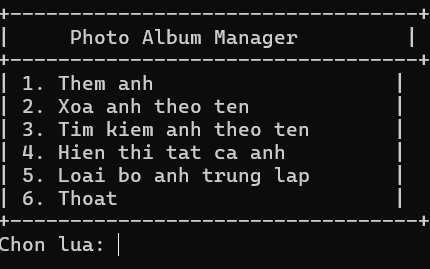 +----------------------------------+
|     Photo Album Manager         |
+----------------------------------+
| 1. Them anh                    |
| 2. Xoa anh theo ten            |
| 3. Tim kiem anh theo ten       |
| 4. Hien thi tat ca anh         |
| 5. Loai bo anh trung lap       |
| 6. Thoat                       |
+----------------------------------+
Chon lua: